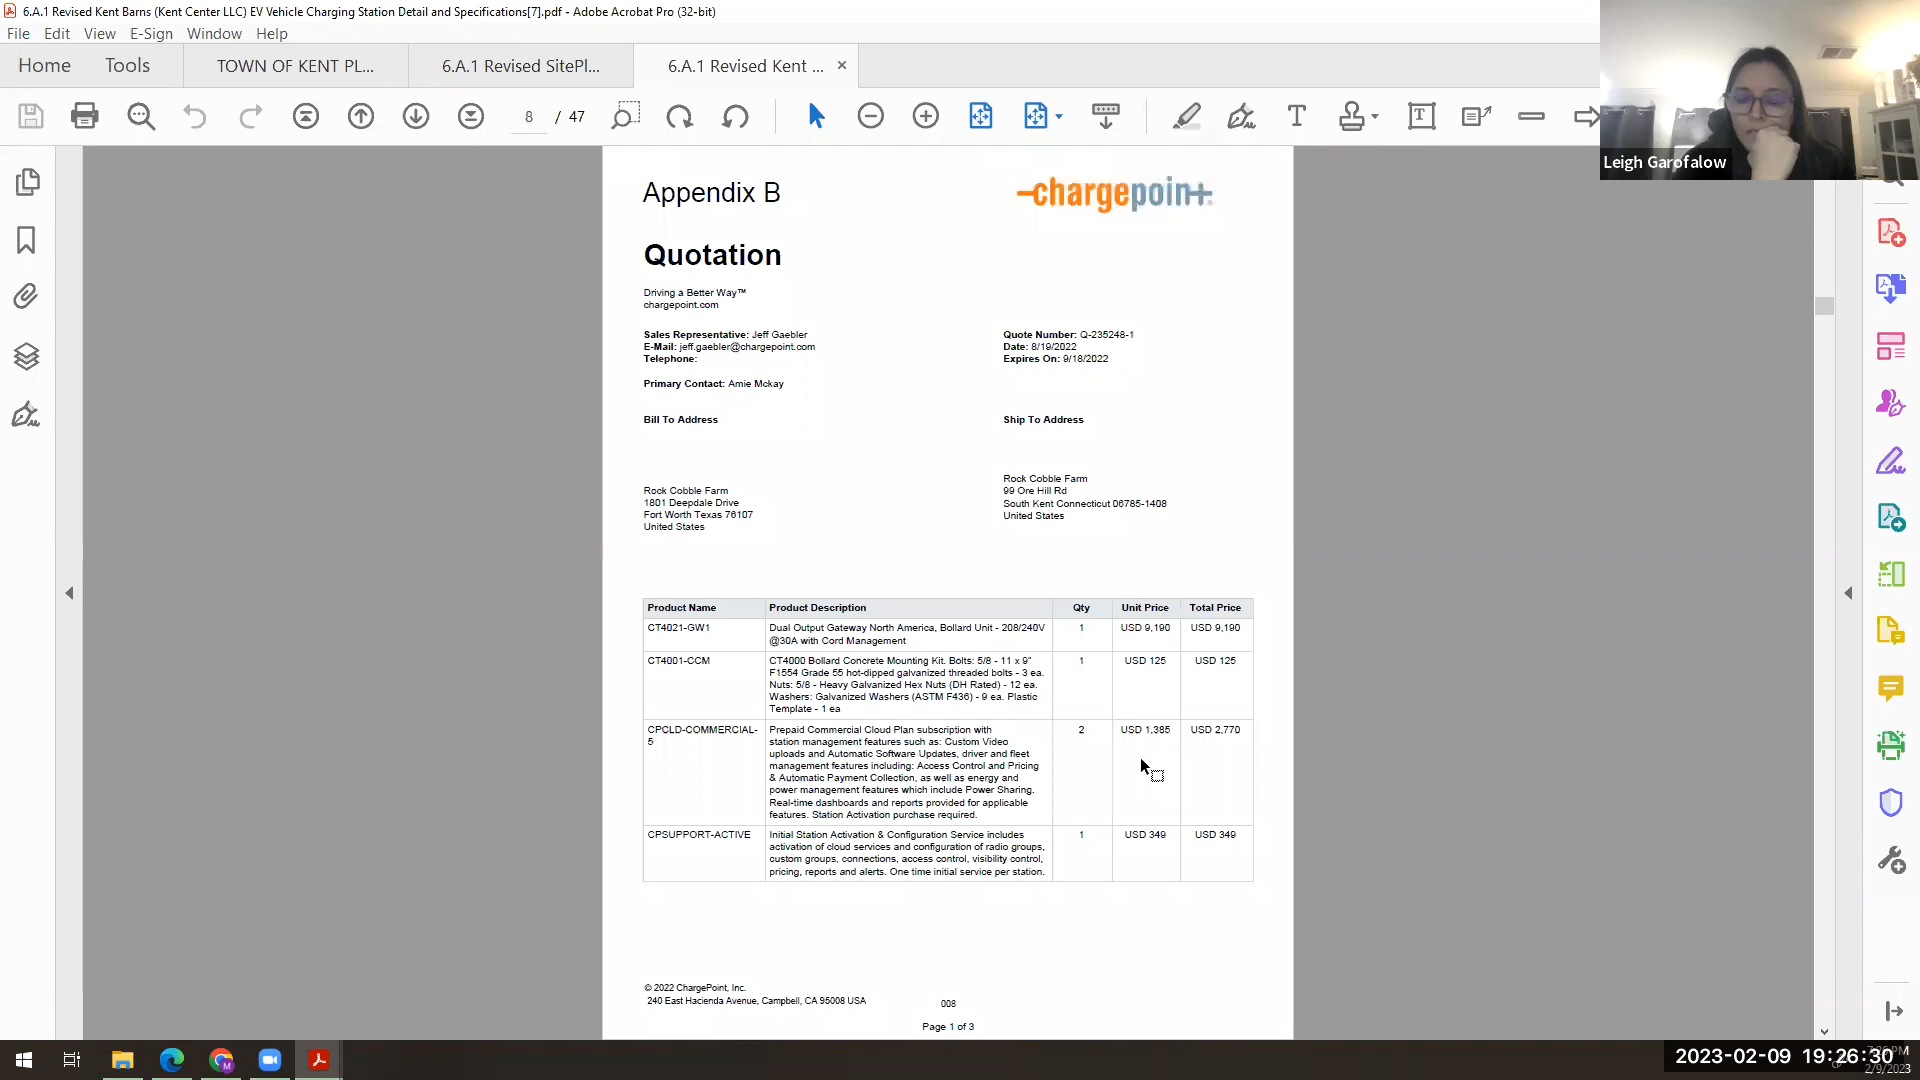 6.A.1 Revised Kent Barns (Kent Center LLC) EV Vehicle Charging Station Detail and Specifications[7].pdf - Adobe Acrobat Pro (32-bit)
File Edit View E-Sign Window Help
Home Tools TOWN OF KENT PL... 6.A.1 Revised SitePl... 6.A.1 Revised Kent ... ×
8 / 47
Leigh Garofalow
Appendix B
-chargepoin+
Quotation
Driving a Better Way™
chargepoint.com
Sales Representative: Jeff Gaebler
E-Mail: jeff.gaebler@chargepoint.com
Telephone:
Quote Number: Q-235248-1
Date: 8/19/2022
Expires On: 9/18/2022
Primary Contact: Amie Mckay
Bill To Address
Ship To Address
Rock Cobble Farm
1801 Deepdale Drive
Fort Worth Texas 76107
United States
Rock Cobble Farm
99 Ore Hill Rd
South Kent Connecticut 06785-1408
United States
Product Name Product Description Qty Unit Price Total Price
CT4021-GW1 Dual Output Gateway North America, Bollard Unit - 208/240V 1 USD 9,190 USD 9,190
@30A with Cord Management
CT4001-CCM CT4000 Bollard Concrete Mounting Kit. Bolts: 5/8 - 11 x 9" 1 USD 125 USD 125
F1554 Grade 55 hot-dipped galvanized threaded bolts - 3 ea.
Nuts: 5/8 - Heavy Galvanized Hex Nuts (DH Rated) - 12 ea.
Washers: Galvanized Washers (ASTM F436) - 9 ea. Plastic
Template - 1 ea
CPCLD-COMMERCIAL- Prepaid Commercial Cloud Plan subscription with 2 USD 1,385 USD 2,770
5 station management features such as: Custom Video
uploads and Automatic Software Updates, driver and fleet
management features including: Access Control and Pricing
& Automatic Payment Collection, as well as energy and
power management features which include Power Sharing.
Real-time dashboards and reports provided for applicable
features. Station Activation purchase required.
CPSUPPORT-ACTIVE Initial Station Activation & Configuration Service includes 1 USD 349 USD 349
activation of cloud services and configuration of radio groups,
custom groups, connections, access control, visibility control,
pricing, reports and alerts. One time initial service per station.
© 2022 ChargePoint, Inc.
240 East Hacienda Avenue, Campbell, CA 95008 USA
008
Page 1 of 3
2023-02-09 19:26:30